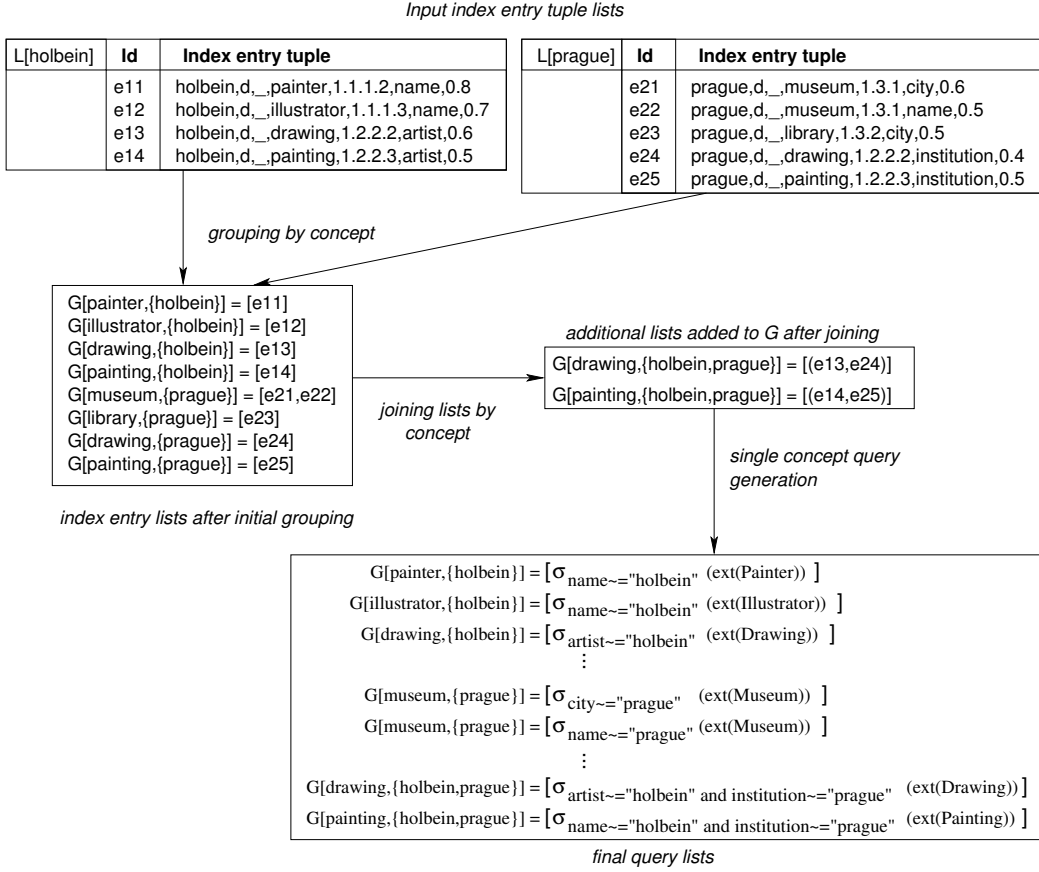 Input index entry tuple lists
L[holbein] Id Index entry tuple
e11 holbein,d,_,painter,1.1.1.2,name,0.8
e12 holbein,d,_,illustrator,1.1.1.3,name,0.7
e13 holbein,d,_,drawing,1.2.2.2,artist,0.6
e14 holbein,d,_,painting,1.2.2.3,artist,0.5
L[prague] Id Index entry tuple
e21 prague,d,_,museum,1.3.1,city,0.6
e22 prague,d,_,museum,1.3.1,name,0.5
e23 prague,d,_,library,1.3.2,city,0.5
e24 prague,d,_,drawing,1.2.2.2,institution,0.4
e25 prague,d,_,painting,1.2.2.3,institution,0.5
grouping by concept
G[painter,{holbein}] = [e11]
G[illustrator,{holbein}] = [e12]
G[drawing,{holbein}] = [e13]
G[painting,{holbein}] = [e14]
G[museum,{prague}] = [e21,e22]
G[library,{prague}] = [e23]
G[drawing,{prague}] = [e24]
G[painting,{prague}] = [e25]
index entry lists after initial grouping
joining lists by
concept
additional lists added to G after joining
G[drawing,{holbein,prague}] = [(e13,e24)]
G[painting,{holbein,prague}] = [(e14,e25)]
single concept query
generation
G[painter,{holbein}] = [σ name~="holbein" (ext(Painter)) ]
G[illustrator,{holbein}] = [σ name~="holbein" (ext(Illustrator)) ]
G[drawing,{holbein}] = [σ artist~="holbein" (ext(Drawing)) ]
⋮
G[museum,{prague}] = [σ city~="prague" (ext(Museum)) ]
G[museum,{prague}] = [σ name~="prague" (ext(Museum)) ]
⋮
G[drawing,{holbein,prague}] = [σ artist~="holbein" and institution~="prague" (ext(Drawing)) ]
G[painting,{holbein,prague}] = [σ name~="holbein" and institution~="prague" (ext(Painting)) ]
final query lists